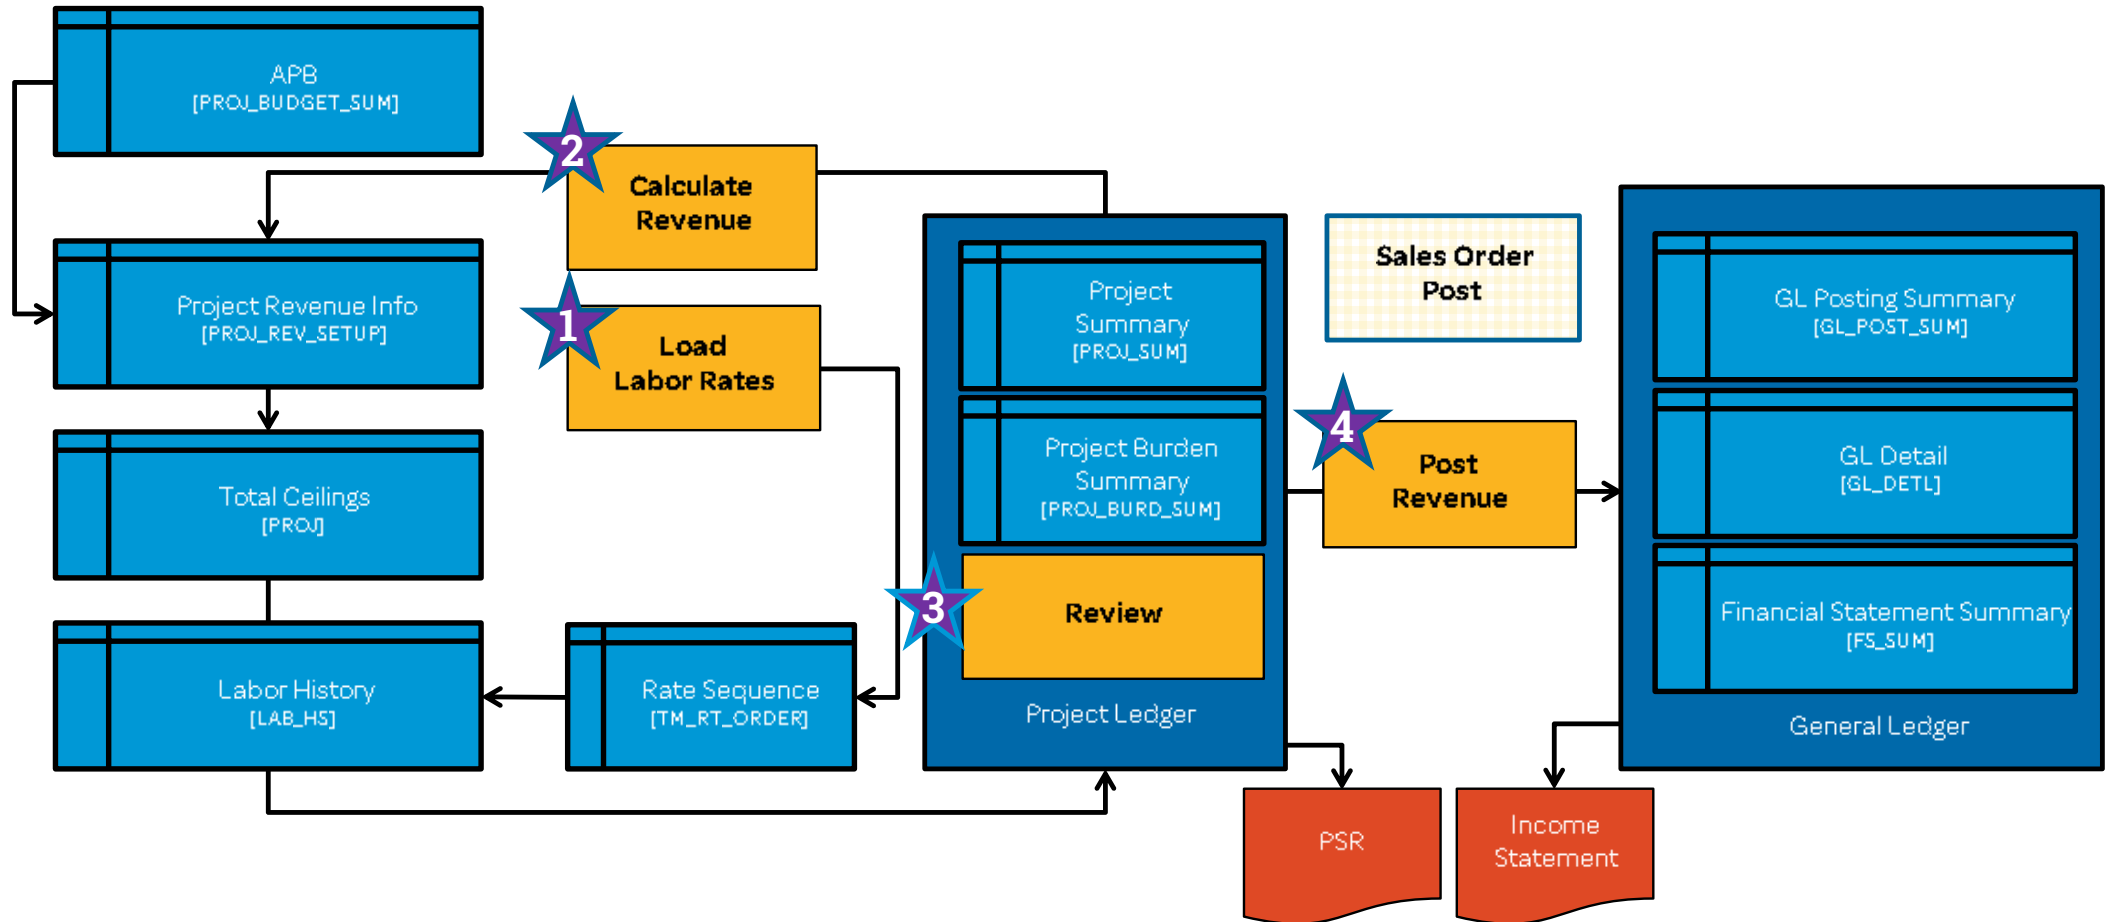 APB
[PROJ_BUDGET_SUM]
2
Calculate
Revenue
Project Revenue Info
[PROJ_REV_SETUP]
1
Load
Labor Rates
Total Ceilings
[PROJ]
Labor History
[LAB_HS]
Rate Sequence
[TM_RT_ORDER]
Project
Summary
[PROJ_SUM]
Project Burden
Summary
[PROJ_BURD_SUM]
3
Review
Project Ledger
Sales Order
Post
4
Post
Revenue
GL Posting Summary
[GL_POST_SUM]
GL Detail
[GL_DETL]
Financial Statement Summary
[FS_SUM]
General Ledger
PSR
Income
Statement